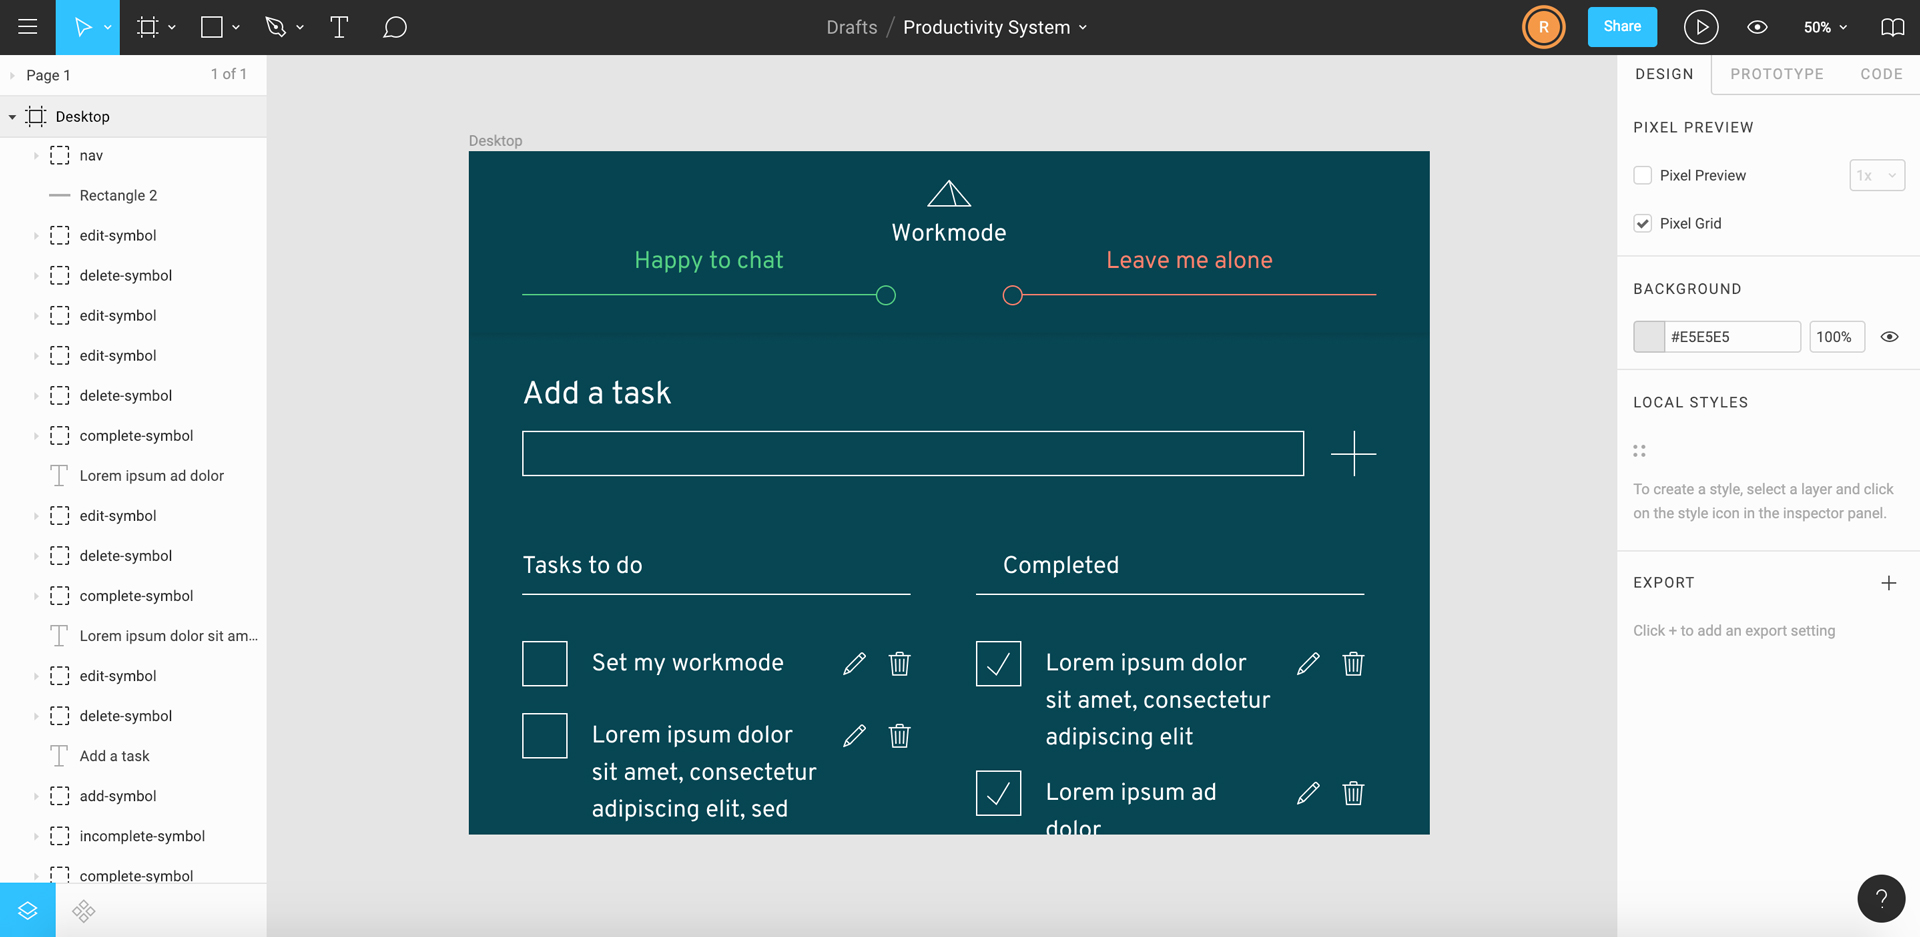 Drafts / Productivity System
R
Share
50%
Page 1
1 of 1
Desktop
nav
Rectangle 2
edit-symbol
delete-symbol
edit-symbol
edit-symbol
delete-symbol
complete-symbol
Lorem ipsum ad dolor
edit-symbol
delete-symbol
complete-symbol
Lorem ipsum dolor sit am...
edit-symbol
delete-symbol
Add a task
add-symbol
incomplete-symbol
complete-symbol
Desktop
Workmode
Happy to chat
Leave me alone
Add a task
Tasks to do
Set my workmode
Lorem ipsum dolor
sit amet, consectetur
adipiscing elit, sed
Completed
Lorem ipsum dolor
sit amet, consectetur
adipiscing elit
Lorem ipsum ad
dolor
DESIGN
PROTOTYPE
CODE
PIXEL PREVIEW
Pixel Preview
1x
Pixel Grid
BACKGROUND
#E5E5E5
100%
LOCAL STYLES
To create a style, select a layer and click
on the style icon in the inspector panel.
EXPORT
Click + to add an export setting
?